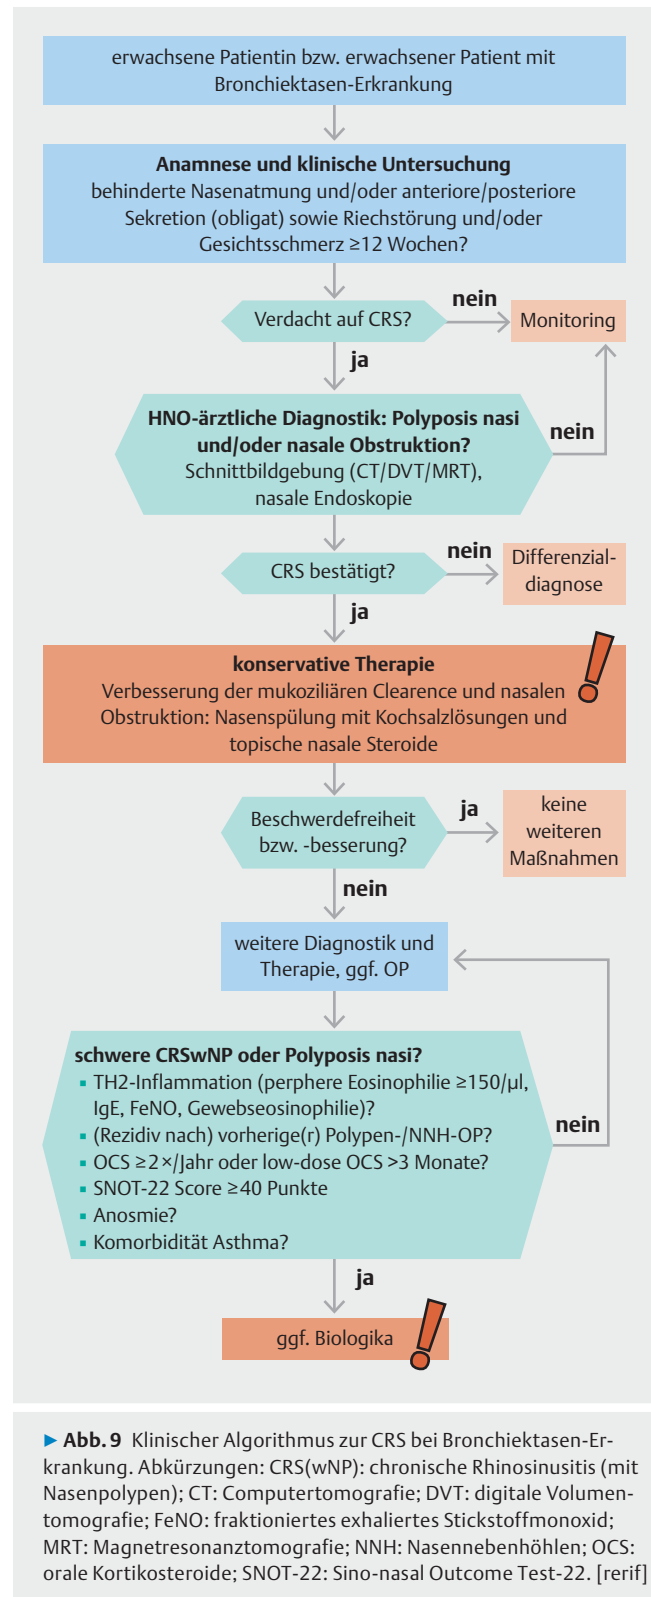 erwachsene Patientin bzw. erwachsener Patient mit
Bronchiektasen-Erkrankung
Anamnese und klinische Untersuchung
behinderte Nasenatmung und/oder anteriore/posteriore
Sekretion (obligat) sowie Riechstörung und/oder
Gesichtsschmerz ≥12 Wochen?
Verdacht auf CRS?
nein
Monitoring
ja
HNO-ärztliche Diagnostik: Polyposis nasi
und/oder nasale Obstruktion?
Schnittbildgebung (CT/DVT/MRT),
nasale Endoskopie
nein
CRS bestätigt?
nein
Differenzial-
diagnose
ja
konservative Therapie
Verbesserung der mukoziliären Clearence und nasalen
Obstruktion: Nasenspülung mit Kochsalzlösungen und
topische nasale Steroide
Beschwerdefreiheit
bzw. -besserung?
ja
keine
weiteren
Maßnahmen
nein
weitere Diagnostik und
Therapie, ggf. OP
schwere CRSwNP oder Polyposis nasi?
▪ TH2-Inflammation (perphere Eosinophilie ≥150/µl,
IgE, FeNO, Gewebseosinophilie)?
▪ (Rezidiv nach) vorherige(r) Polypen-/NNH-OP?
▪ OCS ≥2×/Jahr oder low-dose OCS >3 Monate?
▪ SNOT-22 Score ≥40 Punkte
▪ Anosmie?
▪ Komorbidität Asthma?
nein
ja
ggf. Biologika
▶ Abb. 9 Klinischer Algorithmus zur CRS bei Bronchiektasen-Er-
krankung. Abkürzungen: CRS(wNP): chronische Rhinosinusitis (mit
Nasenpolypen); CT: Computertomografie; DVT: digitale Volumen-
tomografie; FeNO: fraktioniertes exhaliertes Stickstoffmonoxid;
MRT: Magnetresonanztomografie; NNH: Nasennebenhöhlen; OCS:
orale Kortikosteroide; SNOT-22: Sino-nasal Outcome Test-22. [rerif]